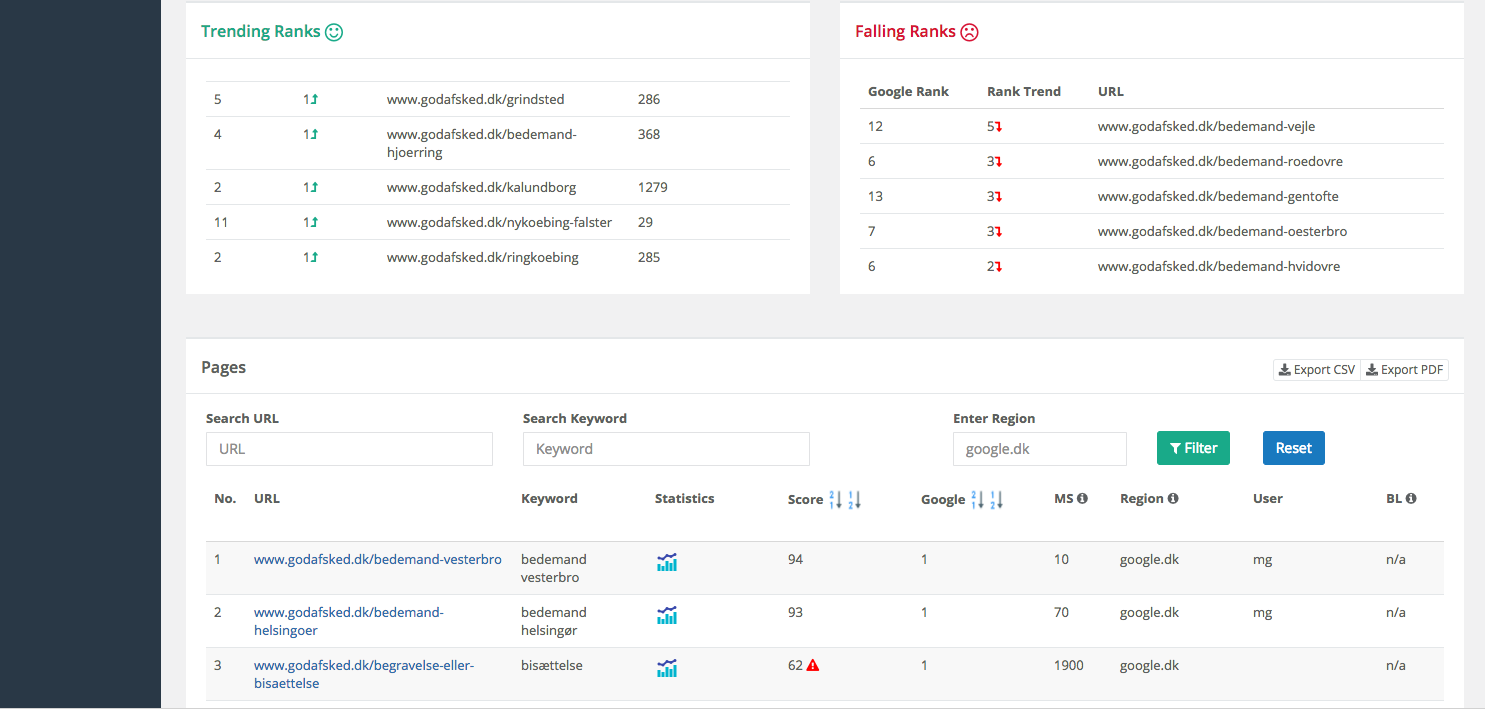 Trending Ranks
5 1 www.godafsked.dk/grindsted 286
4 1 www.godafsked.dk/bedemand- 368
hjoerring
2 1 www.godafsked.dk/kalundborg 1279
11 1 www.godafsked.dk/nykoebing-falster 29
2 1 www.godafsked.dk/ringkoebing 285
Falling Ranks
Google Rank Rank Trend URL
12 5 www.godafsked.dk/bedemand-vejle
6 3 www.godafsked.dk/bedemand-roedovre
13 3 www.godafsked.dk/bedemand-gentofte
7 3 www.godafsked.dk/bedemand-oesterbro
6 2 www.godafsked.dk/bedemand-hvidovre
Pages
Export CSV Export PDF
Search URL Search Keyword Enter Region
URL Keyword google.dk Filter Reset
No. URL Keyword Statistics Score Google MS Region User BL
1 www.godafsked.dk/bedemand-vesterbro bedemand 94 1 10 google.dk mg n/a
vesterbro
2 www.godafsked.dk/bedemand- bedemand 93 1 70 google.dk mg n/a
helsingoer helsingør
3 www.godafsked.dk/begravelse-eller- bisættelse 62 1 1900 google.dk n/a
bisaettelse